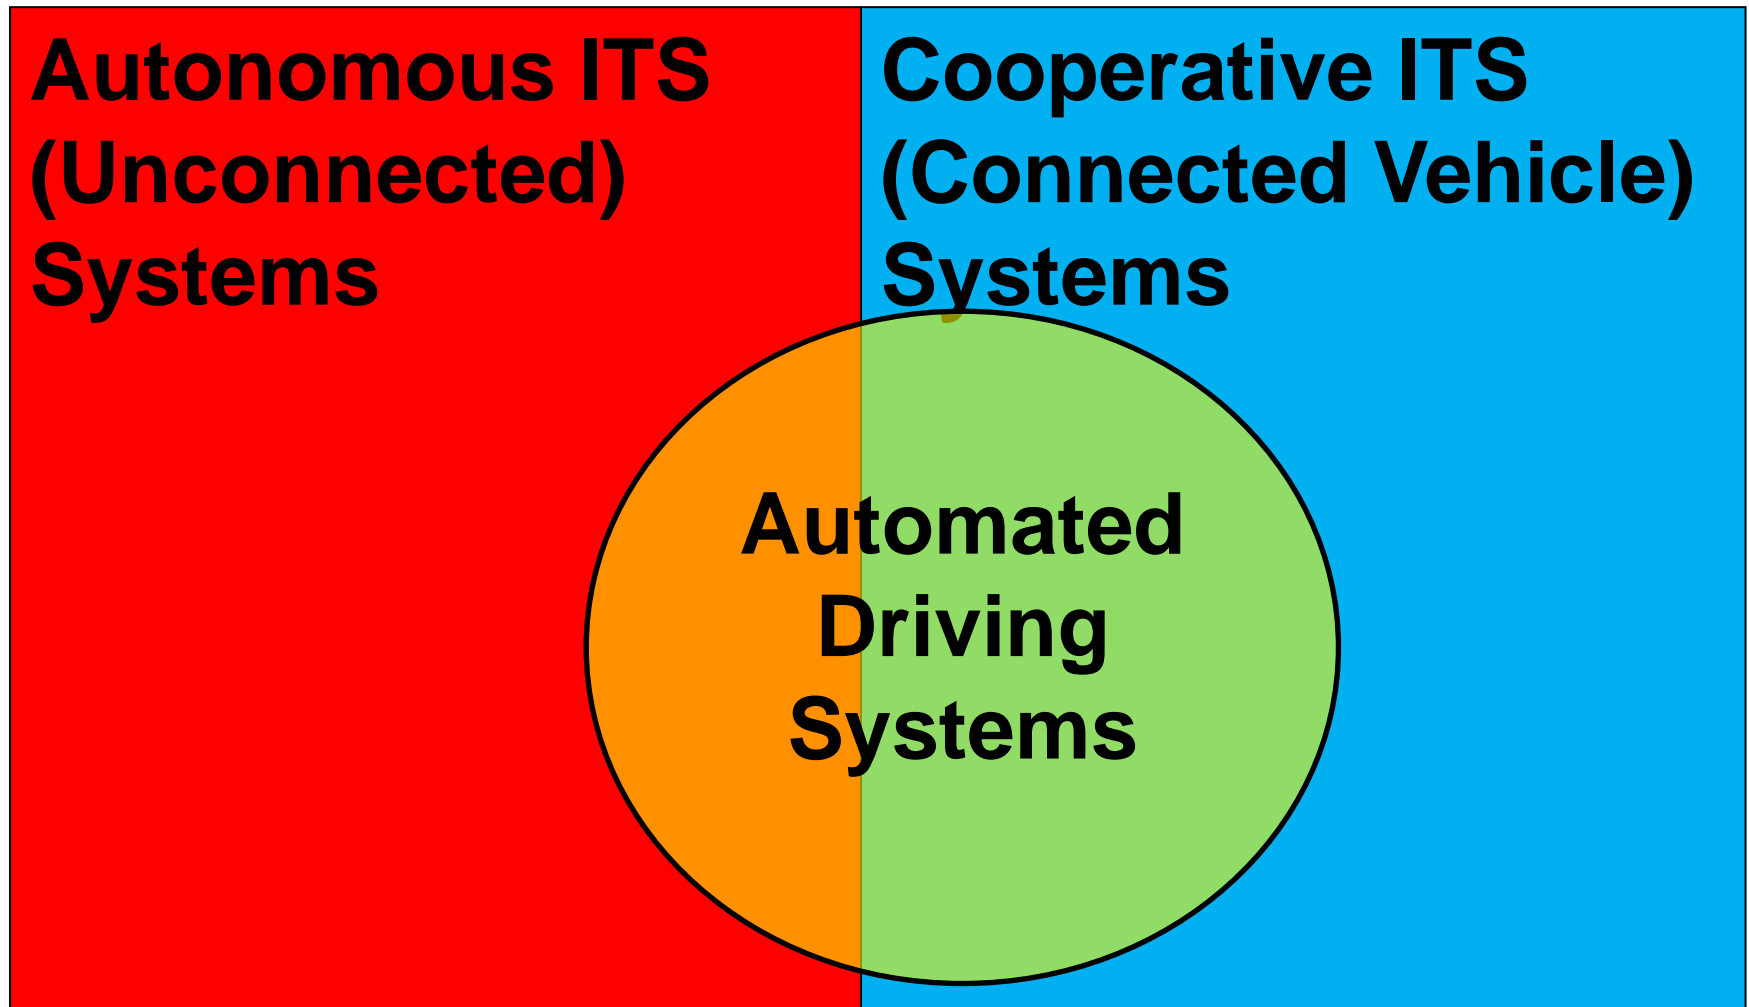 Autonomous ITS
(Unconnected)
Systems
Cooperative ITS
(Connected Vehicle)
Systems
Automated
Driving
Systems